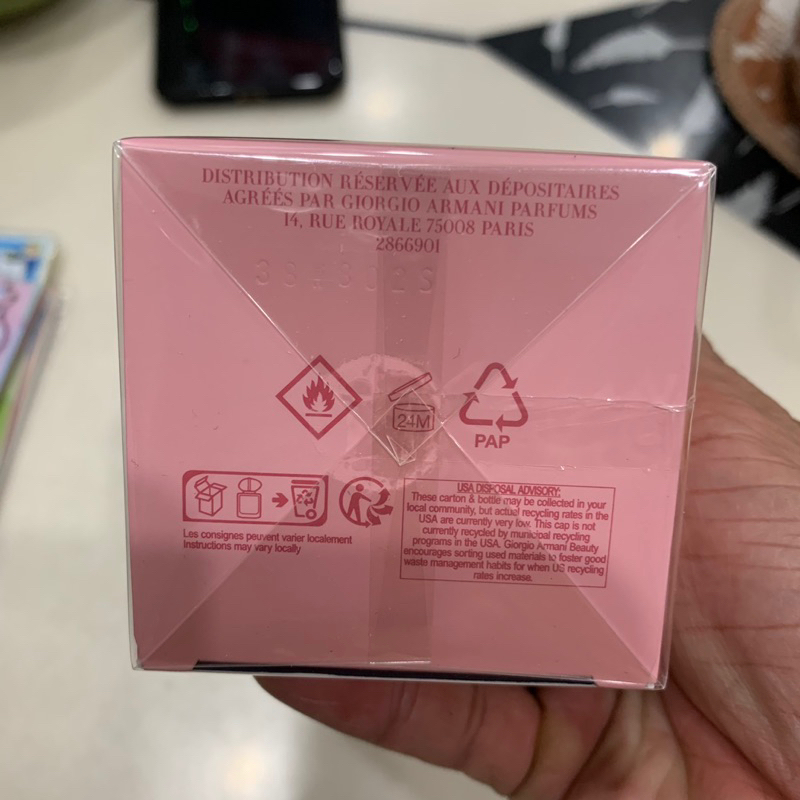 DISTRIBUTION RÉSERVÉE AUX DÉPOSITAIRES
AGRÉÉS PAR GIORGIO ARMANI PARFUMS
14, RUE ROYALE 75008 PARIS
2866901
24M
PAP
Les consignes peuvent varier localement
Instructions may vary locally
USA DISPOSAL ADVISORY:
These carton & bottle may be collected in your
local community, but actual recycling rates in the
USA are currently very low. This cap is not
currently recycled by municipal recycling
programs in the USA. Giorgio Armani Beauty
encourages sorting used materials to foster good
waste management habits for when US recycling
rates increase.